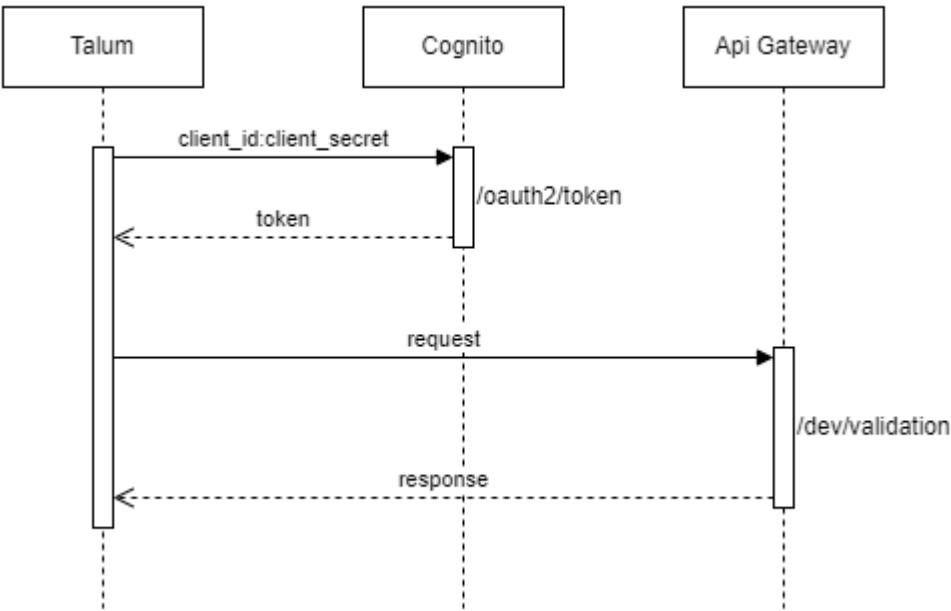 Talum
Cognito
Api Gateway
client_id:client_secret
/oauth2/token
token
request
/dev/validation
response